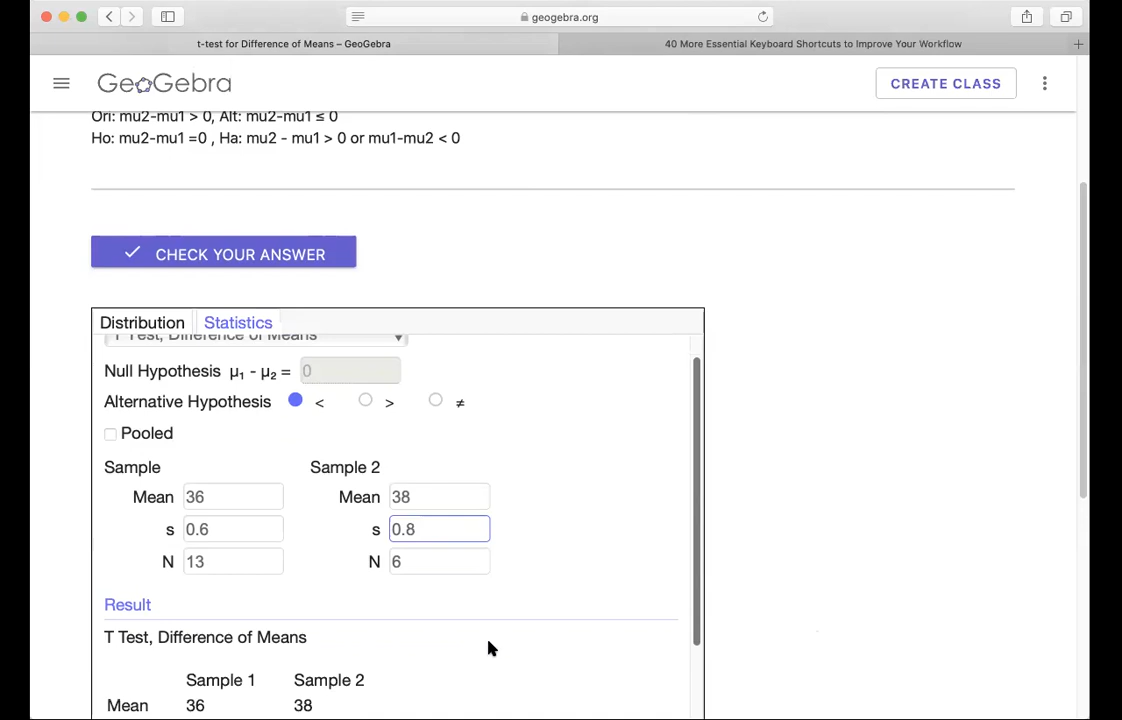 geogebra.org
t-test for Difference of Means – GeoGebra
40 More Essential Keyboard Shortcuts to Improve Your Workflow
GeoGebra
CREATE CLASS
Ori: mu2-mu1 > 0, Alt: mu2-mu1 ≤ 0
Ho: mu2-mu1 =0 , Ha: mu2 - mu1 > 0 or mu1-mu2 < 0
CHECK YOUR ANSWER
Distribution Statistics
T Test, Difference of Means
Null Hypothesis μ₁ - μ₂ = 0
Alternative Hypothesis < > ≠
Pooled
Sample Sample 2
Mean 36 Mean 38
s 0.6 s 0.8
N 13 N 6
Result
T Test, Difference of Means
Sample 1 Sample 2
Mean 36 38